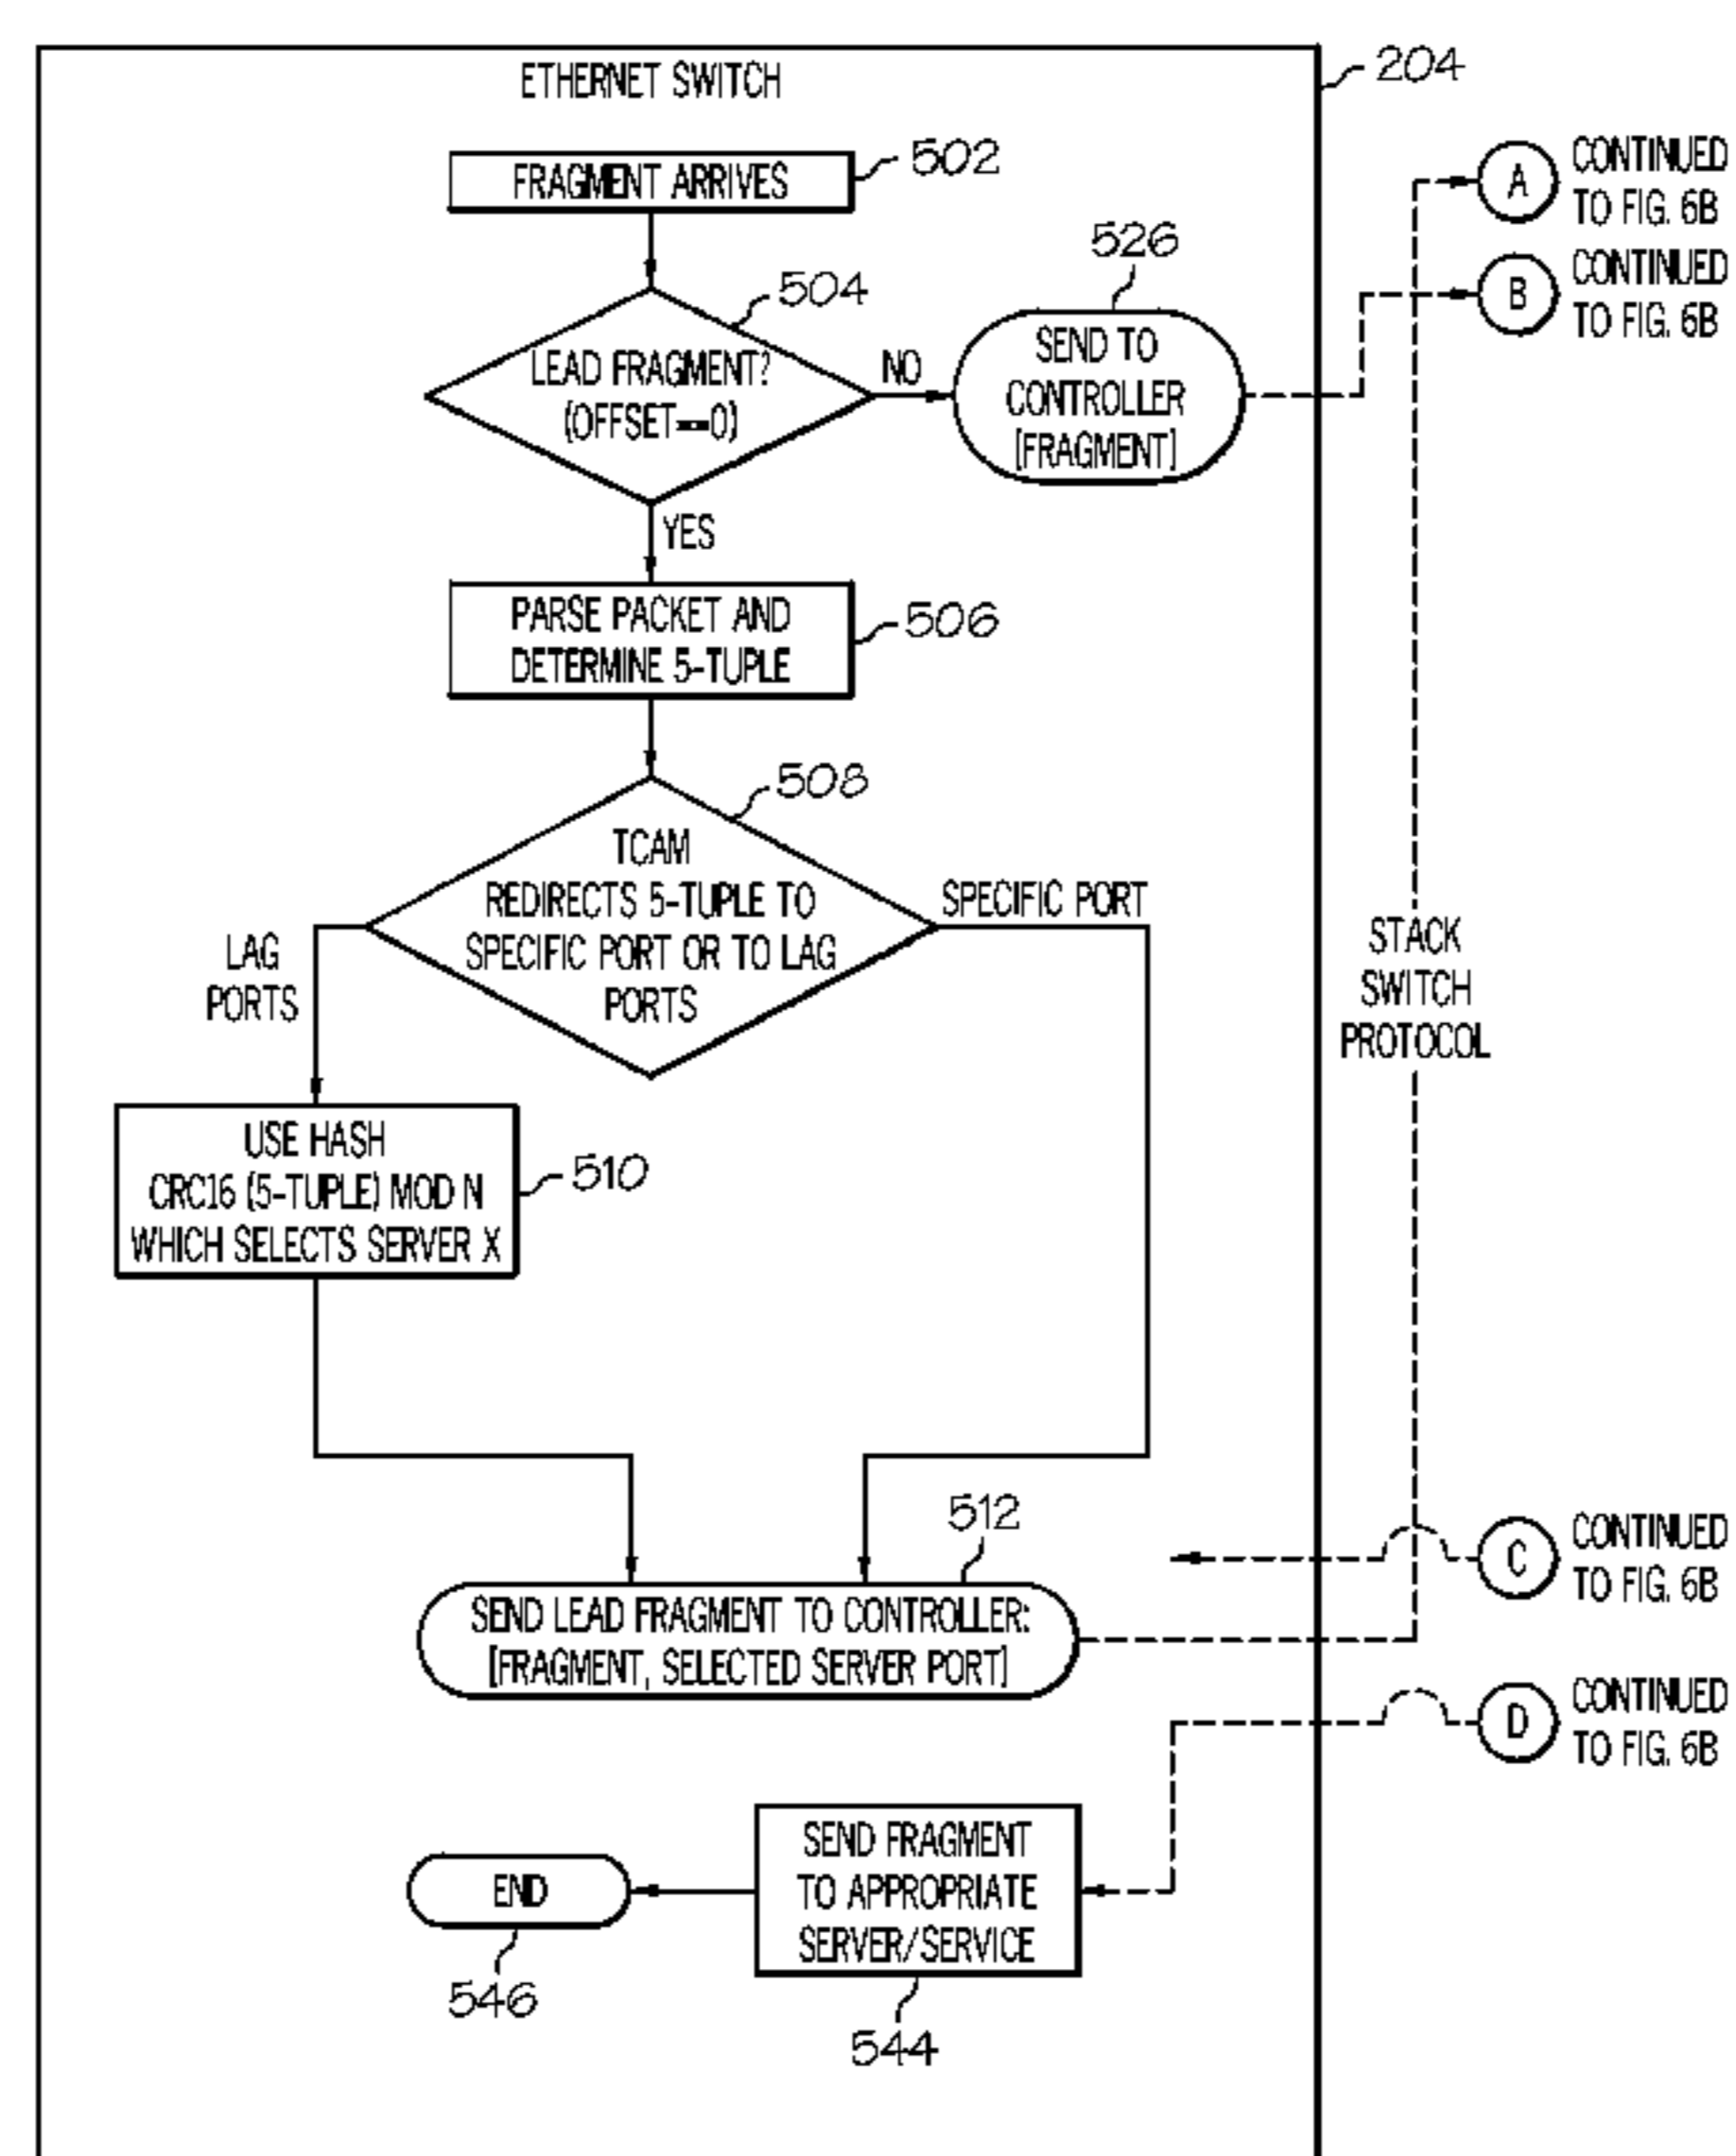 ETHERNET SWITCH
204
FRAGMENT ARRIVES
502
A
CONTINUED
TO FIG. 6B
B
CONTINUED
TO FIG. 6B
LEAD FRAGMENT?
(OFFSET==0)
504
NO
526
SEND TO
CONTROLLER
[FRAGMENT]
YES
PARSE PACKET AND
DETERMINE 5-TUPLE
506
508
TCAM
REDIRECTS 5-TUPLE TO
SPECIFIC PORT OR TO LAG
PORTS
SPECIFIC PORT
LAG
PORTS
STACK
SWITCH
PROTOCOL
USE HASH
CRC16 (5-TUPLE) MOD N
WHICH SELECTS SERVER X
510
512
C
CONTINUED
TO FIG. 6B
SEND LEAD FRAGMENT TO CONTROLLER:
[FRAGMENT, SELECTED SERVER PORT]
D
CONTINUED
TO FIG. 6B
SEND FRAGMENT
TO APPROPRIATE
SERVER/SERVICE
544
END
546